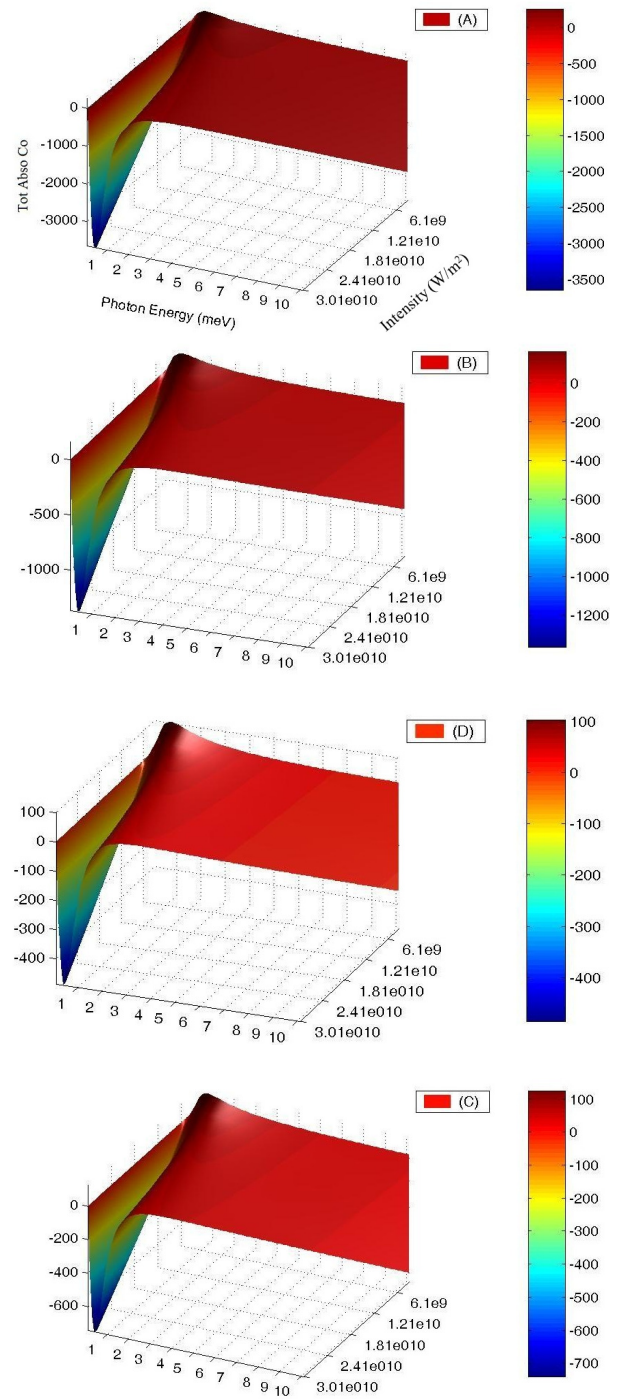 (A)
0
-1000
-2000
-3000
Tot Abso Co
1 2 3 4 5 6 7 8 9 10
Photon Energy (meV)
6.1e9
1.21e10
1.81e010
2.41e010
3.01e010
Intensity (W/m²)
0
-500
-1000
-1500
-2000
-2500
-3000
-3500
(B)
0
-500
-1000
1 2 3 4 5 6 7 8 9 10
6.1e9
1.21e10
1.81e010
2.41e010
3.01e010
0
-200
-400
-600
-800
-1000
-1200
(D)
100
0
-100
-200
-300
-400
1 2 3 4 5 6 7 8 9 10
6.1e9
1.21e10
1.81e010
2.41e010
3.01e010
100
0
-100
-200
-300
-400
(C)
0
-200
-400
-600
1 2 3 4 5 6 7 8 9 10
6.1e9
1.21e10
1.81e010
2.41e010
3.01e010
100
0
-100
-200
-300
-400
-500
-600
-700